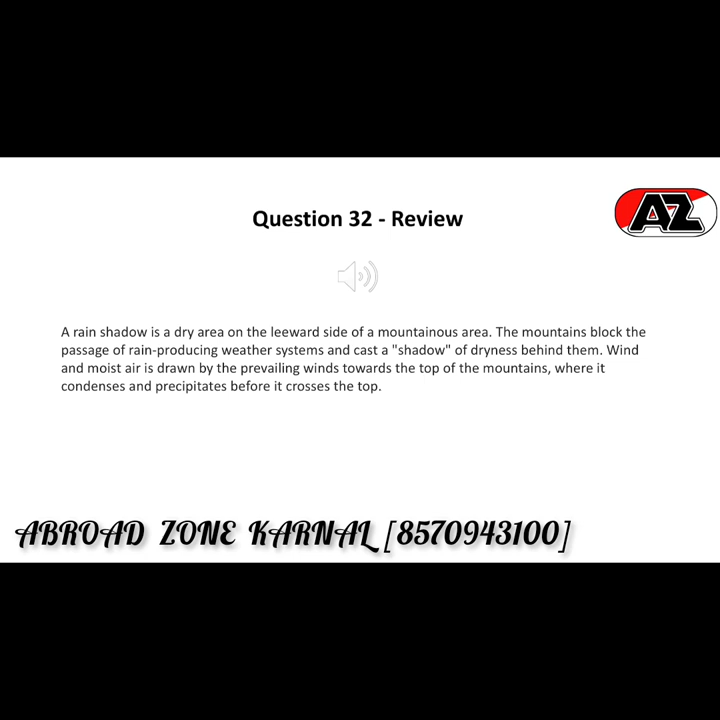 Question 32 - Review
AZ
A rain shadow is a dry area on the leeward side of a mountainous area. The mountains block the
passage of rain-producing weather systems and cast a "shadow" of dryness behind them. Wind
and moist air is drawn by the prevailing winds towards the top of the mountains, where it
condenses and precipitates before it crosses the top.
ABROAD ZONE KARNAL [8570943100]